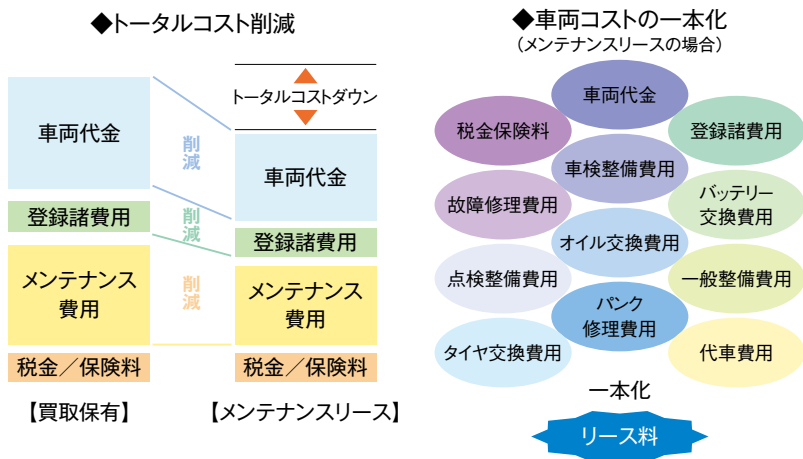 ◆トータルコスト削減
トータルコストダウン
車両代金
登録諸費用
メンテナンス
費用
税金／保険料
【買取保有】
削減
削減
削減
車両代金
登録諸費用
メンテナンス
費用
税金／保険料
【メンテナンスリース】
◆車両コストの一本化
（メンテナンスリースの場合）
車両代金
税金保険料
登録諸費用
車検整備費用
故障修理費用
バッテリー
交換費用
オイル交換費用
点検整備費用
一般整備費用
パンク
修理費用
タイヤ交換費用
代車費用
一本化
リース料